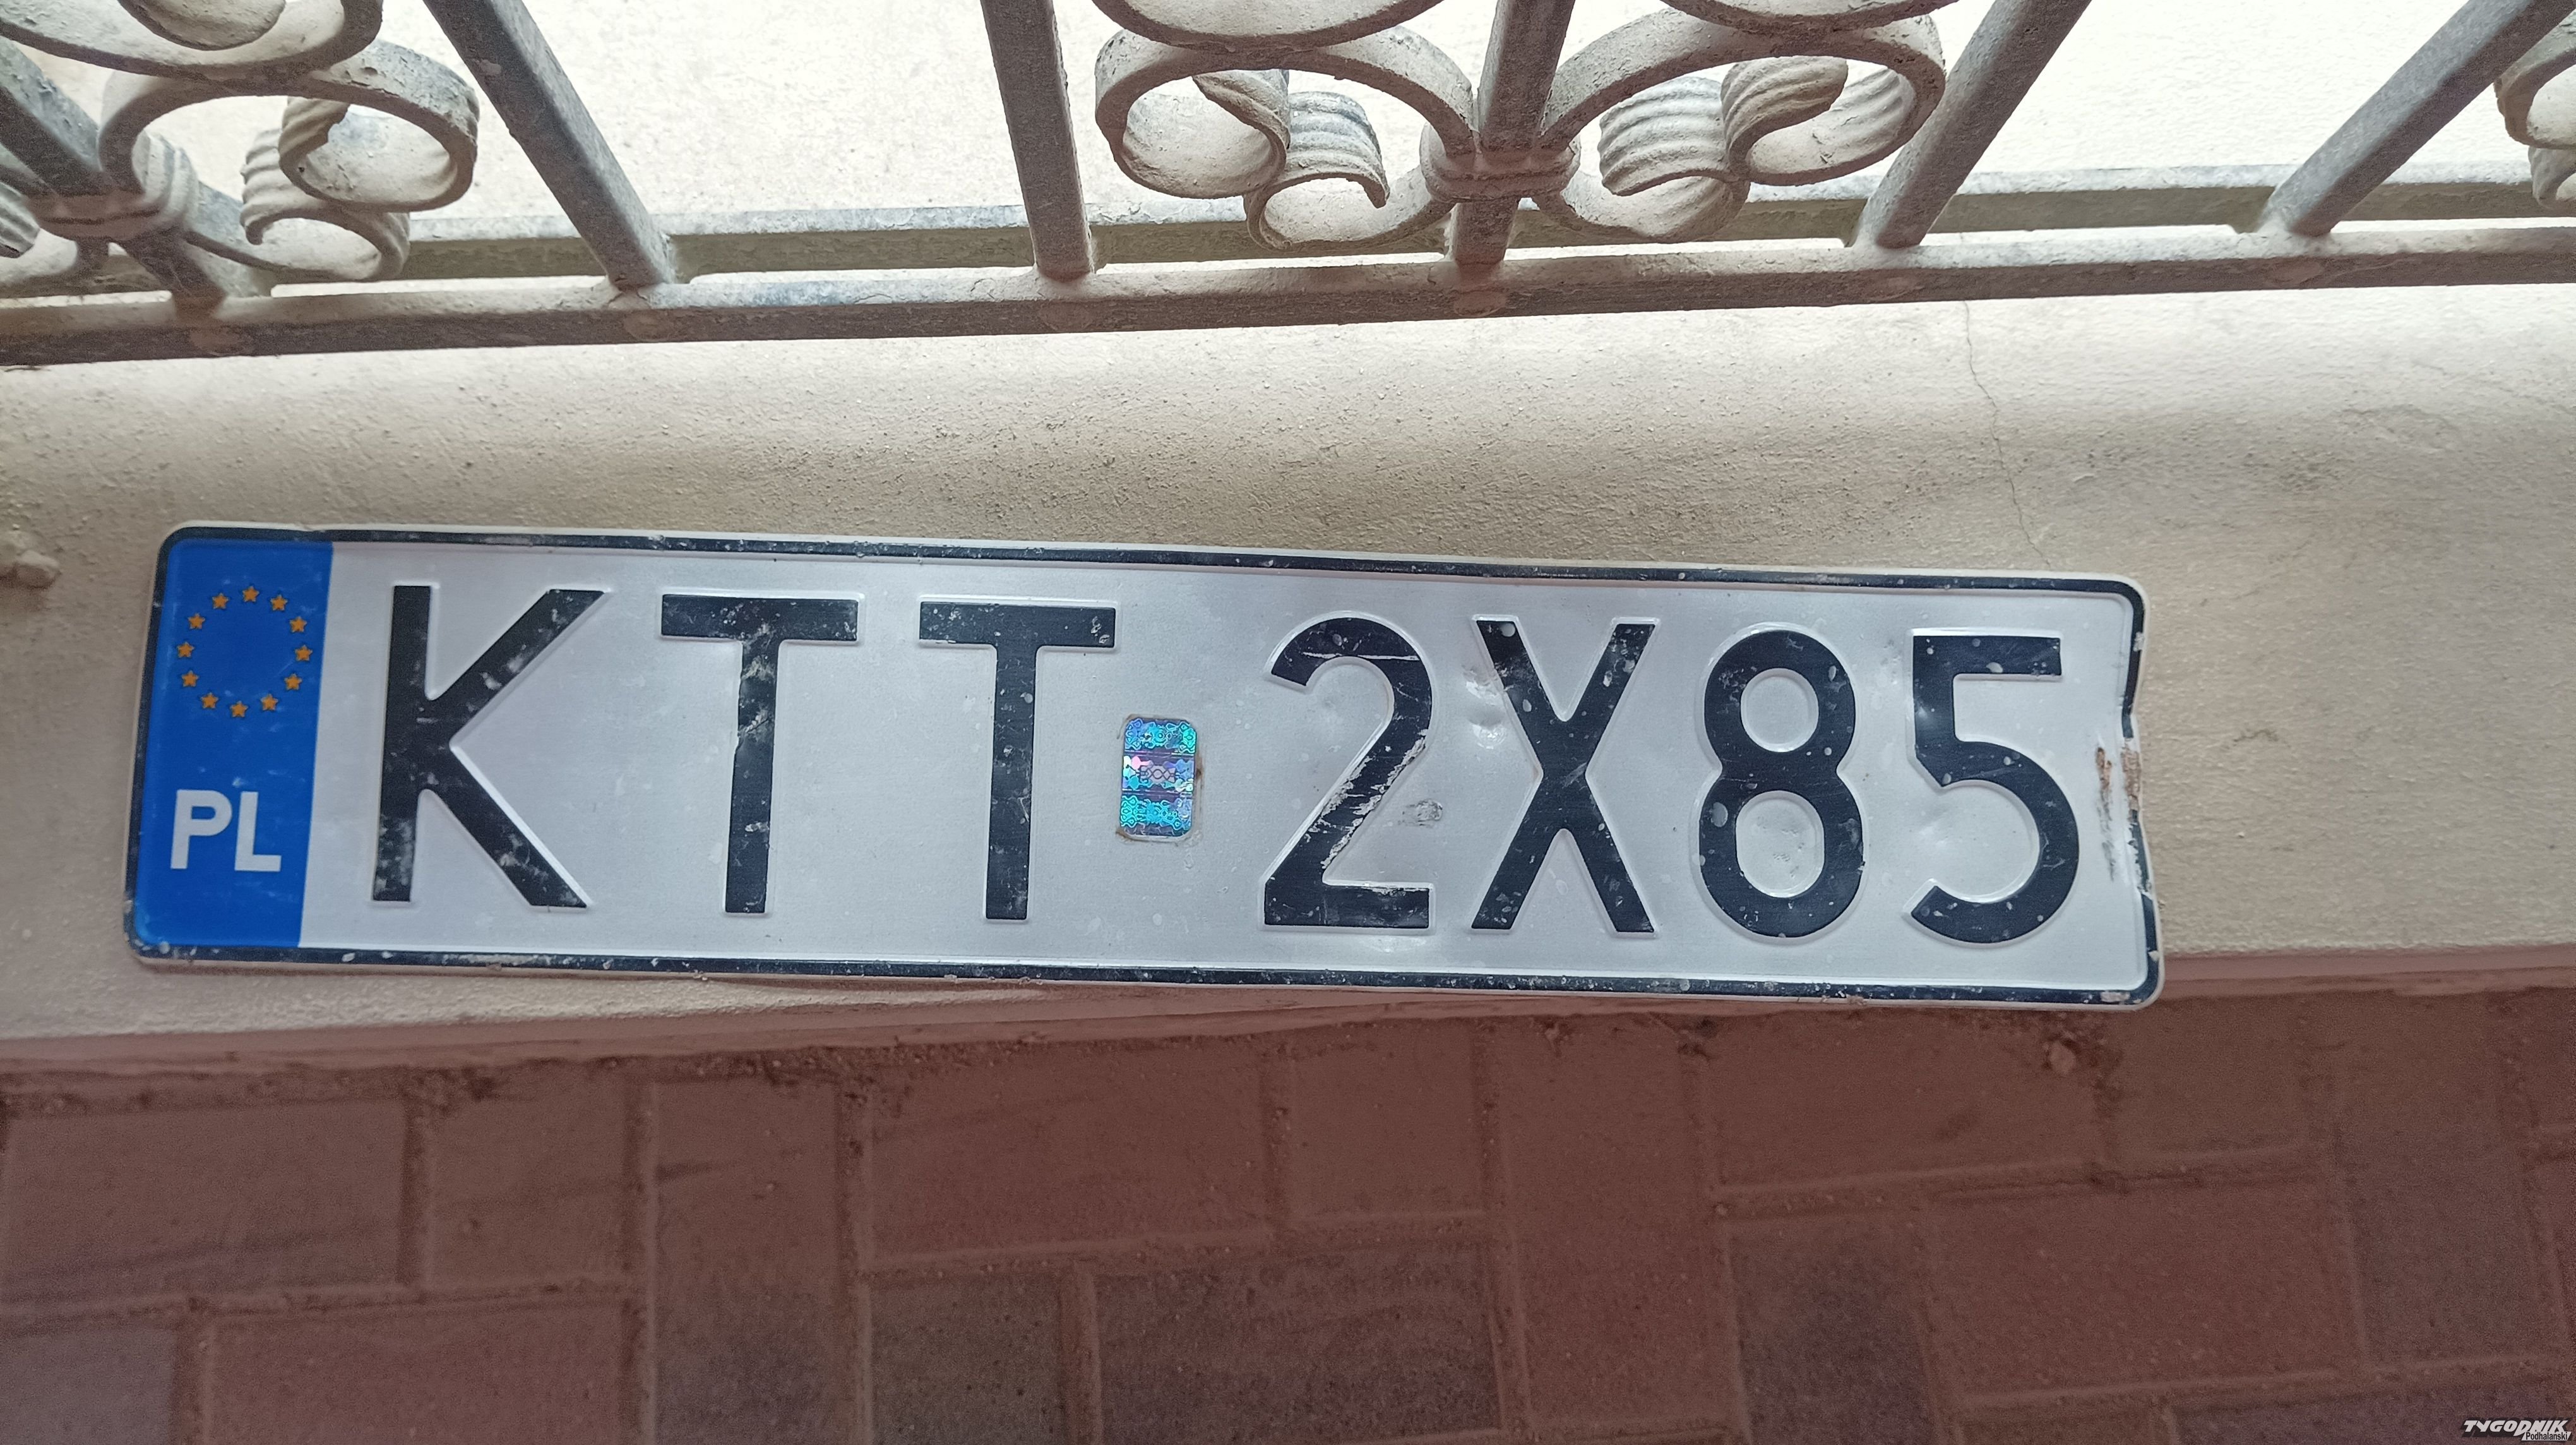 PL KTT 2X85
TYGODNIK
Podhalański